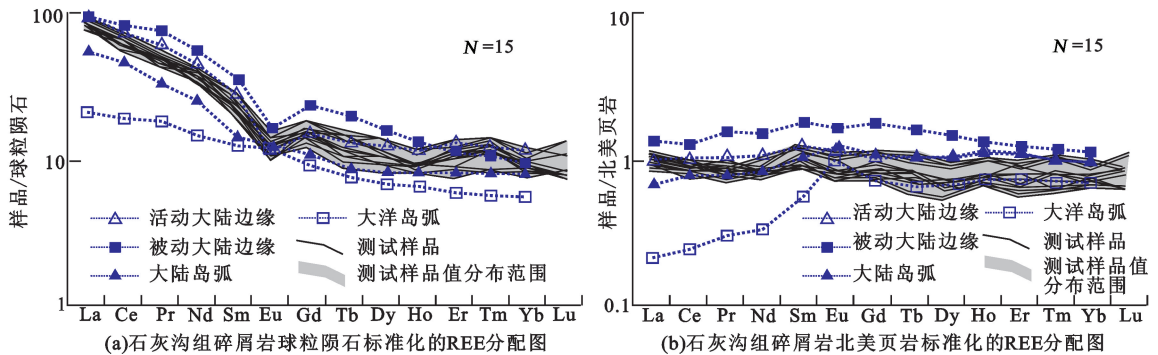 100
10
1
样品/球粒陨石
N=15
活动大陆边缘
大洋岛弧
被动大陆边缘
测试样品
大陆岛弧
测试样品值分布范围
La Ce Pr Nd Sm Eu Gd Tb Dy Ho Er Tm Yb Lu
(a)石灰沟组碎屑岩球粒陨石标准化的REE分配图
10
1
0.1
样品/北美页岩
N=15
活动大陆边缘
大洋岛弧
被动大陆边缘
测试样品
大陆岛弧
测试样品值
分布范围
La Ce Pr Nd Sm Eu Gd Tb Dy Ho Er Tm Yb Lu
(b)石灰沟组碎屑岩北美页岩标准化的REE分配图